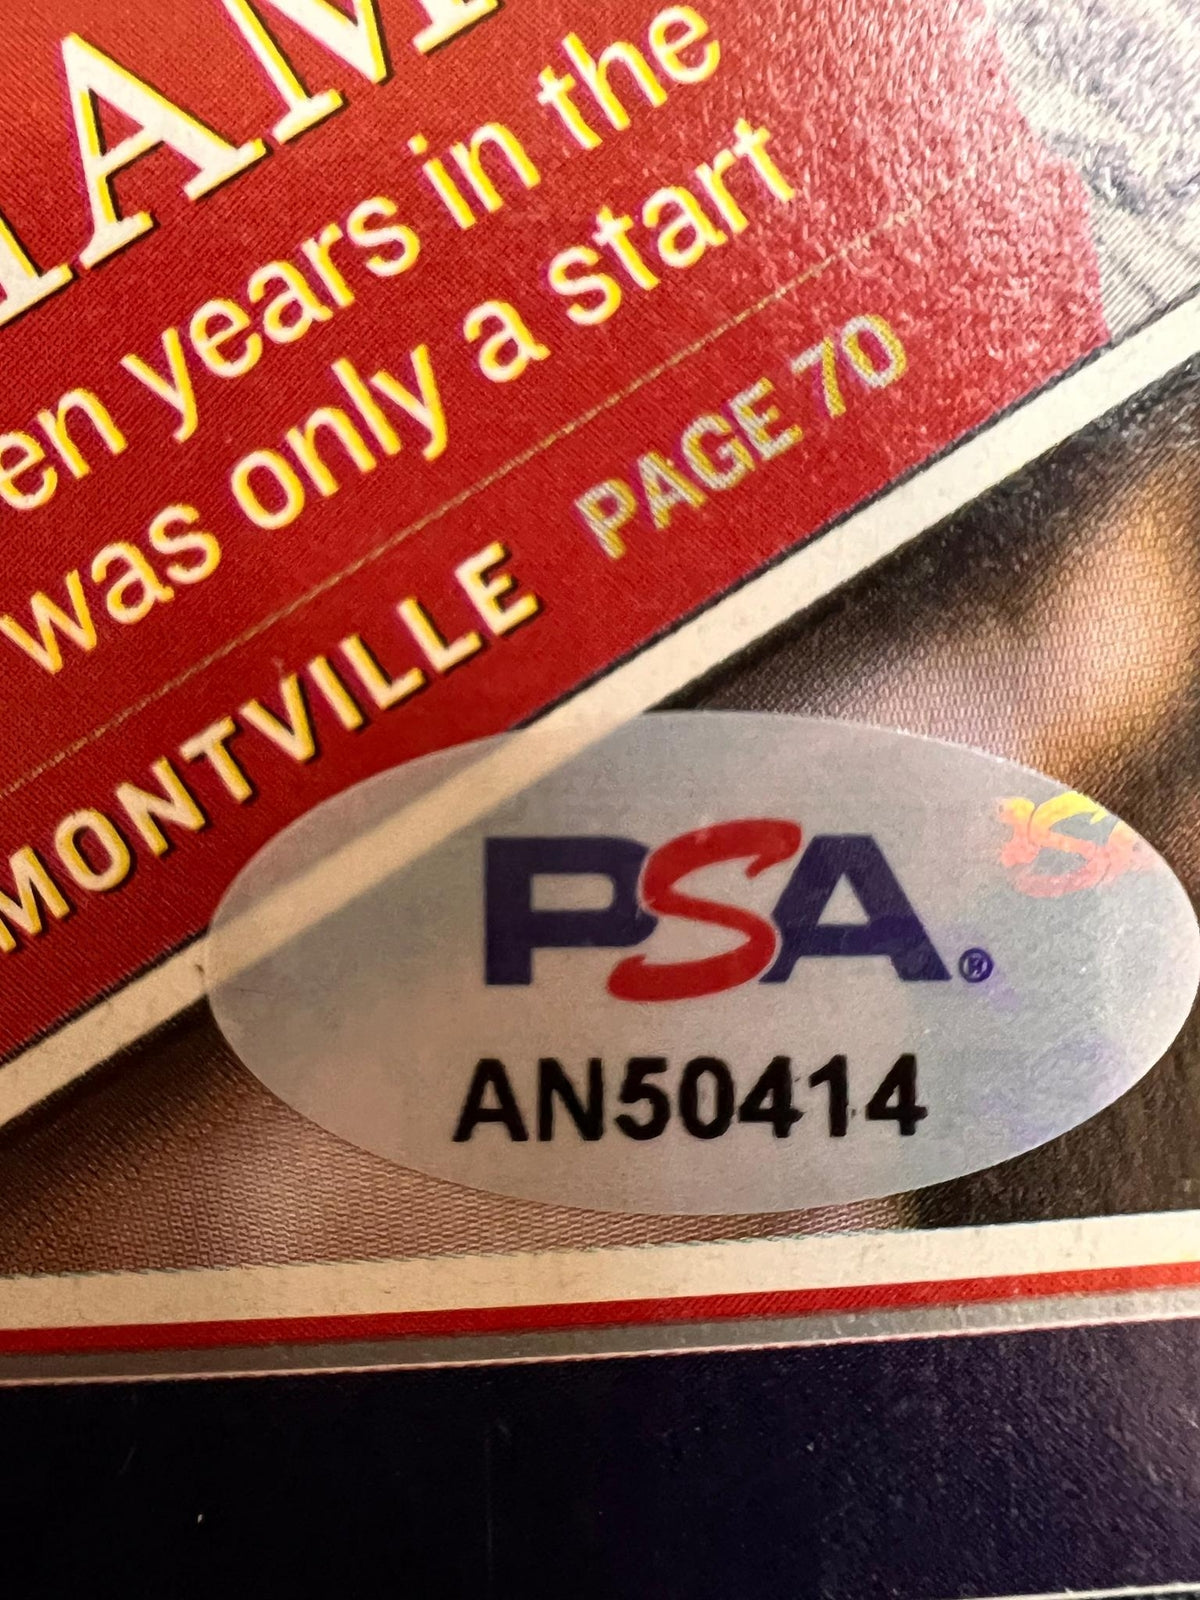 en years in the
was only a start
MONTVILLE PAGE 70
PSA®
AN50414